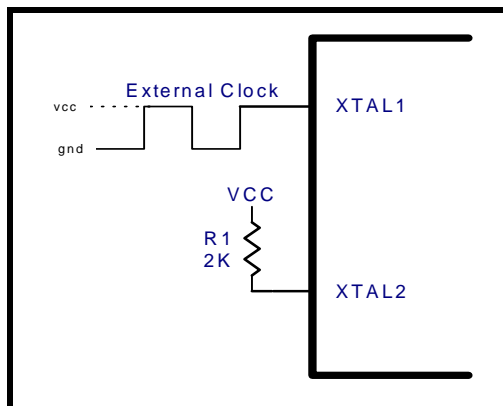 External Clock
vcc
XTAL1
gnd
VCC
R1
2K
XTAL2